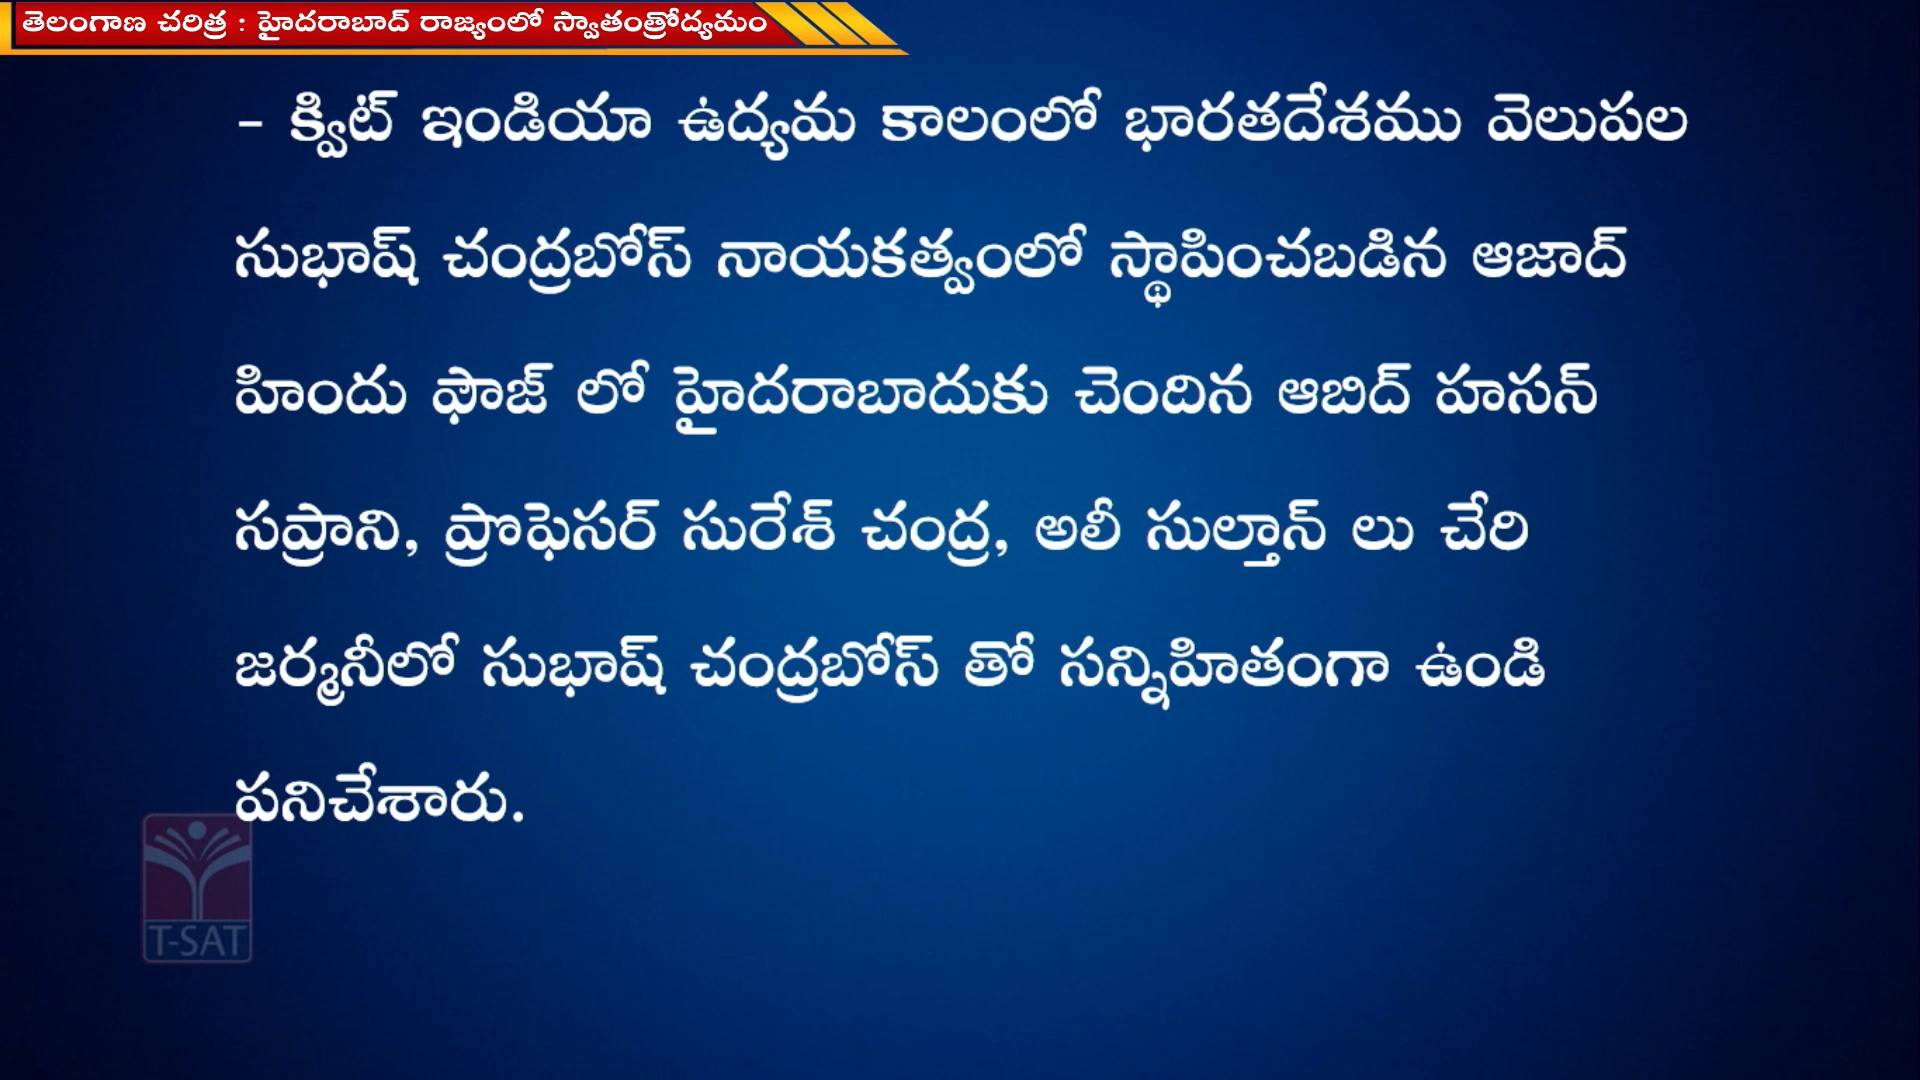 తెలంగాణ చరిత్ర : హైదరాబాద్ రాజ్యంలో స్వాతంత్రోద్యమం
- క్విట్ ఇండియా ఉద్యమ కాలంలో భారతదేశము వెలుపల
సుభాష్ చంద్రబోస్ నాయకత్వంలో స్థాపించబడిన ఆజాద్
హిందు ఫౌజ్ లో హైదరాబాదుకు చెందిన ఆబిద్ హసన్
సప్రాని, ప్రొఫెసర్ సురేశ్ చంద్ర, అలీ సుల్తాన్ లు చేరి
జర్మనీలో సుభాష్ చంద్రబోస్ తో సన్నిహితంగా ఉండి
పనిచేశారు.
T-SAT